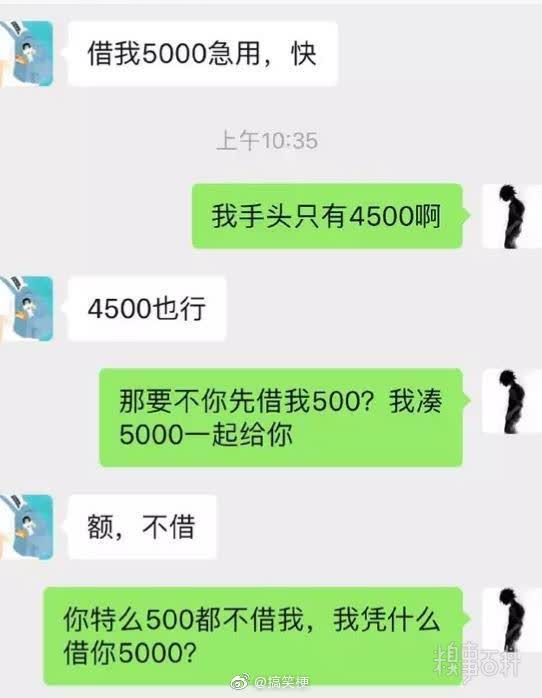 借我5000急用，快
上午10:35
我手头只有4500啊
4500也行
那要不你先借我500？我凑
5000一起给你
额，不借
你特么500都不借我，我凭什么
借你5000？
糗事百科
@搞笑梗